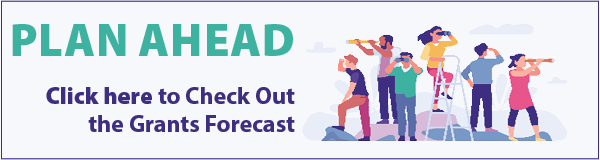 PLAN AHEAD
Click here to Check Out
the Grants Forecast